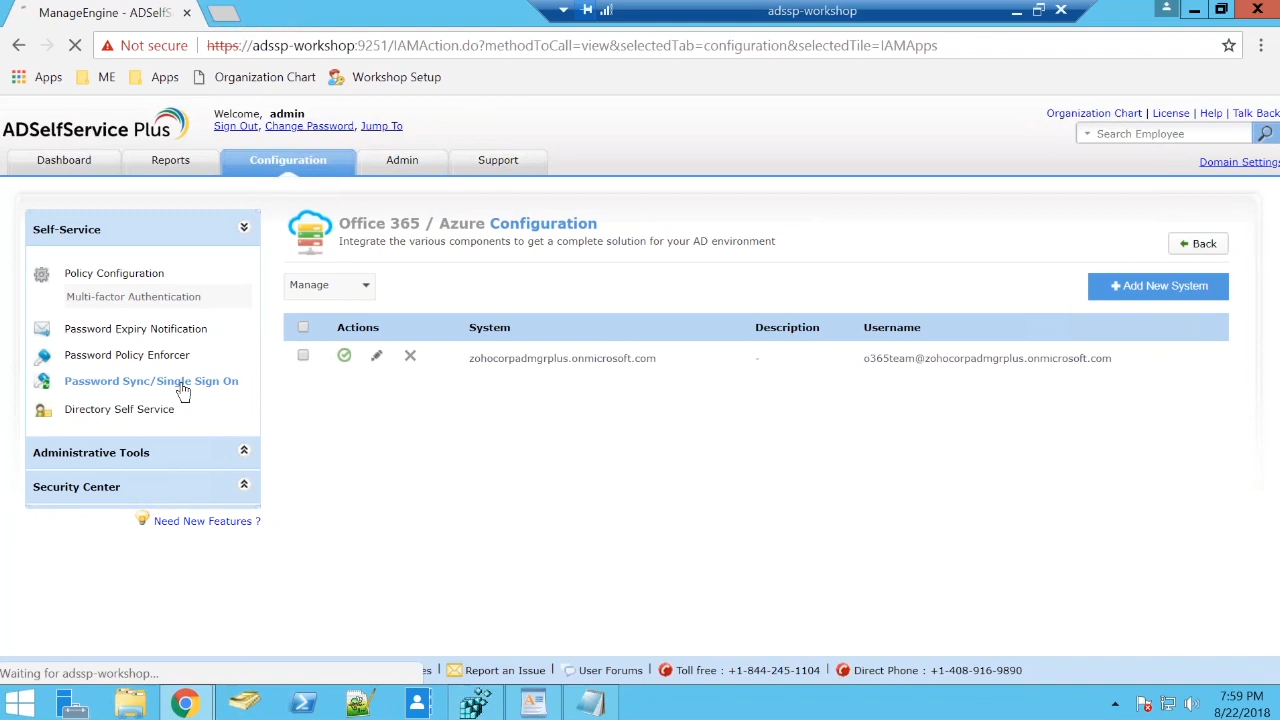 ManageEngine - ADSelfS
adssp-workshop
Not secure | https://adssp-workshop:9251/IAMAction.do?methodToCall=view&selectedTab=configuration&selectedTile=IAMApps
Apps ME Apps Organization Chart Workshop Setup
ADSelfService Plus
Welcome, admin
Sign Out, Change Password, Jump To
Organization Chart | License | Help | Talk Back
Search Employee
Dashboard Reports Configuration Admin Support
Domain Settings
Self-Service
Policy Configuration
Multi-factor Authentication
Password Expiry Notification
Password Policy Enforcer
Password Sync/Single Sign On
Directory Self Service
Administrative Tools
Security Center
Need New Features ?
Office 365 / Azure Configuration
Integrate the various components to get a complete solution for your AD environment
Back
Manage
Add New System
Actions System Description Username
zohocorpadmgrplus.onmicrosoft.com - o365team@zohocorpadmgrplus.onmicrosoft.com
Waiting for adssp-workshop...
es | Report an Issue | User Forums | Toll free : +1-844-245-1104 | Direct Phone : +1-408-916-9890
7:59 PM
8/22/2018